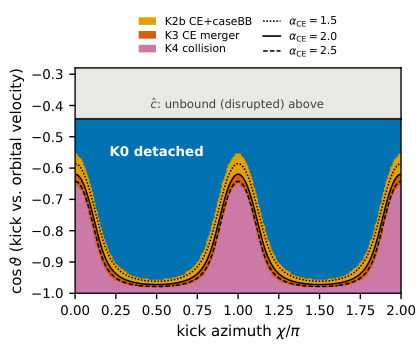 K2b CE+caseBB
K3 CE merger
K4 collision
α_CE = 1.5
α_CE = 2.0
α_CE = 2.5
−0.3
−0.4
−0.5
−0.6
−0.7
−0.8
−0.9
−1.0
cos θ (kick vs. orbital velocity)
ĉ: unbound (disrupted) above
K0 detached
0.00 0.25 0.50 0.75 1.00 1.25 1.50 1.75 2.00
kick azimuth χ/π